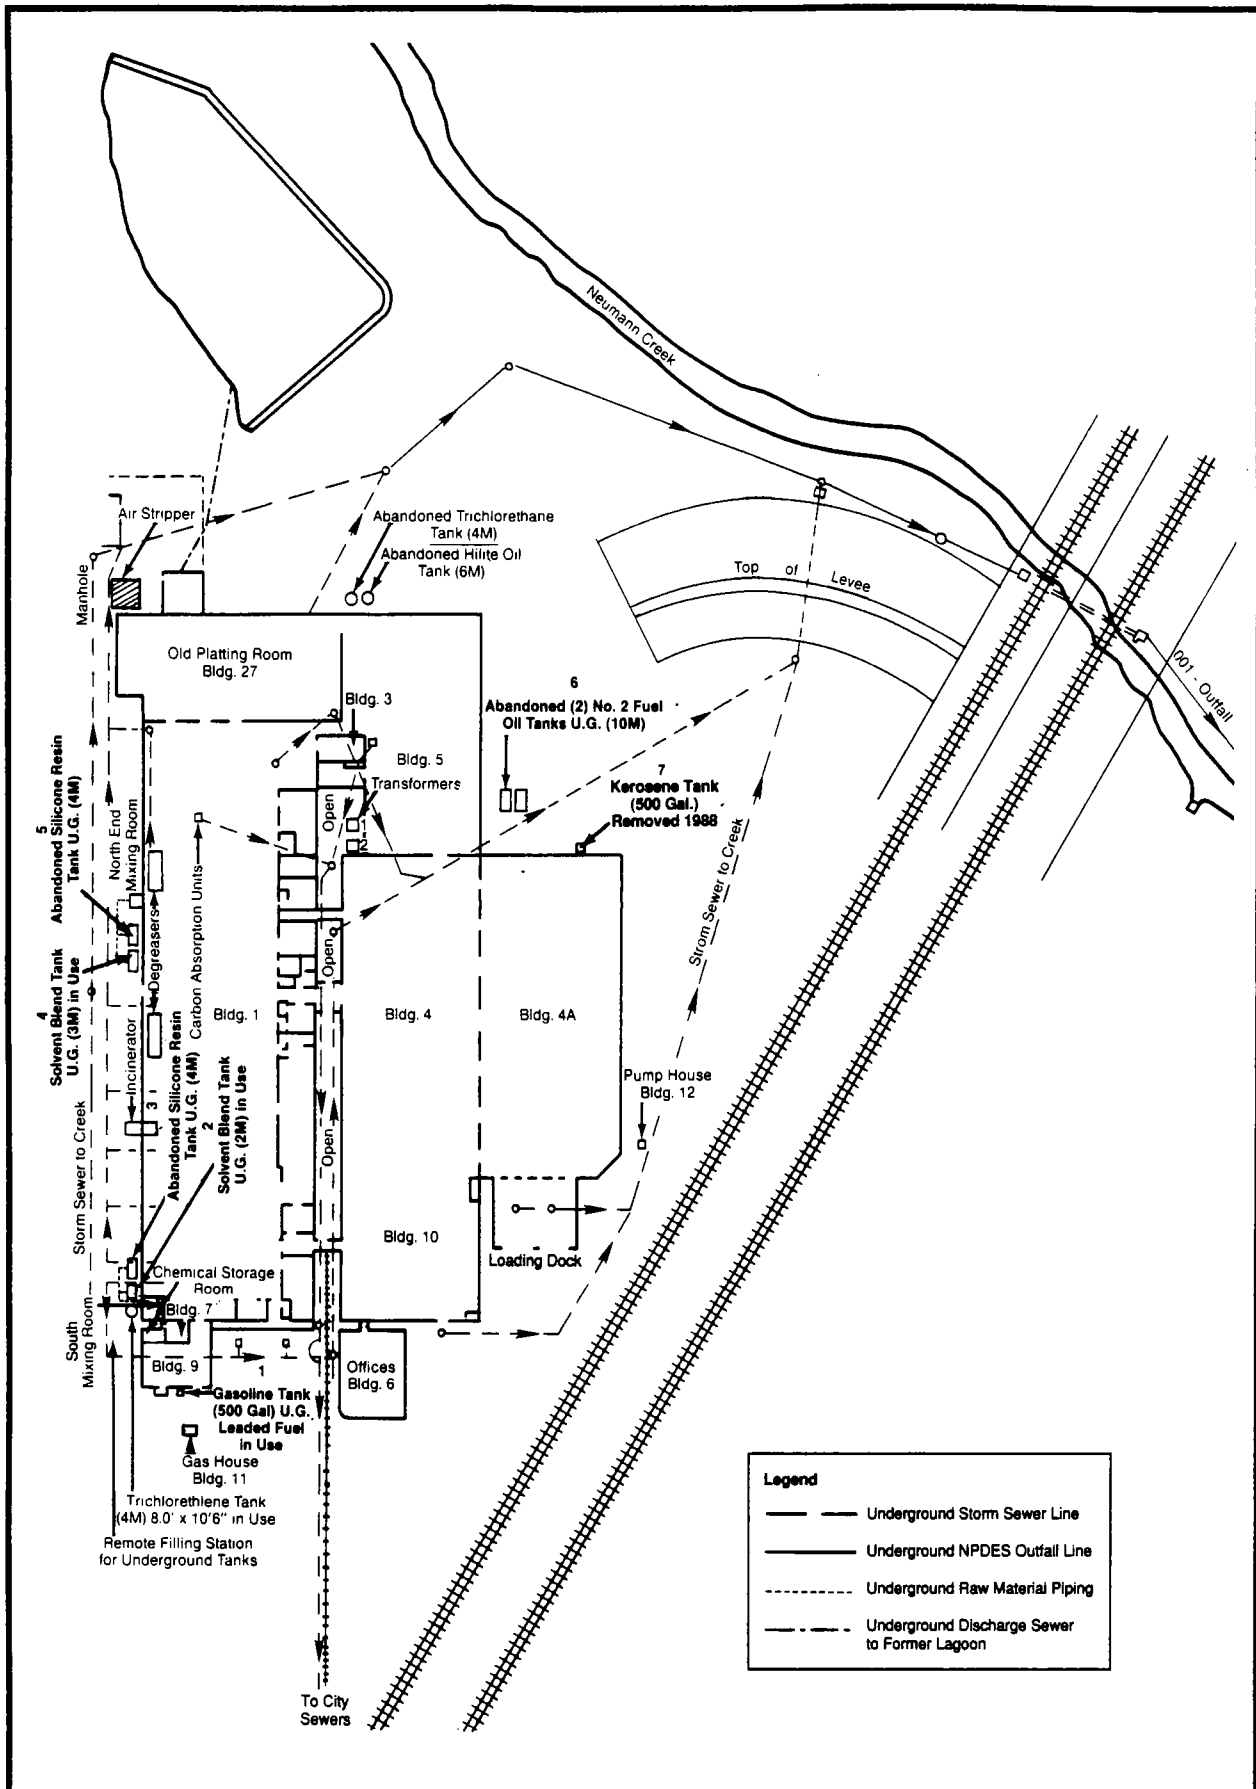 Neumann Creek
Air Stripper
Manhole
Abandoned Trichlorethane
Tank (4M)
Abandoned Hilite Oil
Tank (6M)
Top of Levee
001 - Outfall
Old Platting Room
Bldg. 27
Bldg. 3
6
Abandoned (2) No. 2 Fuel
Oil Tanks U.G. (10M)
Bldg. 5
Transformers
7
Kerosene Tank
(500 Gal.)
Removed 1988
Open
1
2
5
Abandoned Silicone Resin
Tank U.G. (4M)
North End
Mixing Room
4
Solvent Blend Tank
U.G. (3M) in Use
Degreasers
Carbon Absorption Units
Open
Strom Sewer to Creek
Bldg. 1
Bldg. 4
Bldg. 4A
Incinerator
3
Abandoned Silicone Resin
Tank U.G. (4M)
2
Solvent Blend Tank
U.G. (2M) in Use
Pump House
Bldg. 12
Open
Storm Sewer to Creek
Bldg. 10
Loading Dock
Chemical Storage
Room
Bldg. 7
South
Mixing Room
Bldg. 9
1
Offices
Bldg. 6
Gasoline Tank
(500 Gal) U.G.
Leaded Fuel
in Use
Gas House
Bldg. 11
Trichlorethlene Tank
(4M) 8.0' x 10'6" in Use
Remote Filling Station
for Underground Tanks
To City
Sewers
Legend
Underground Storm Sewer Line
Underground NPDES Outfall Line
Underground Raw Material Piping
Underground Discharge Sewer
to Former Lagoon